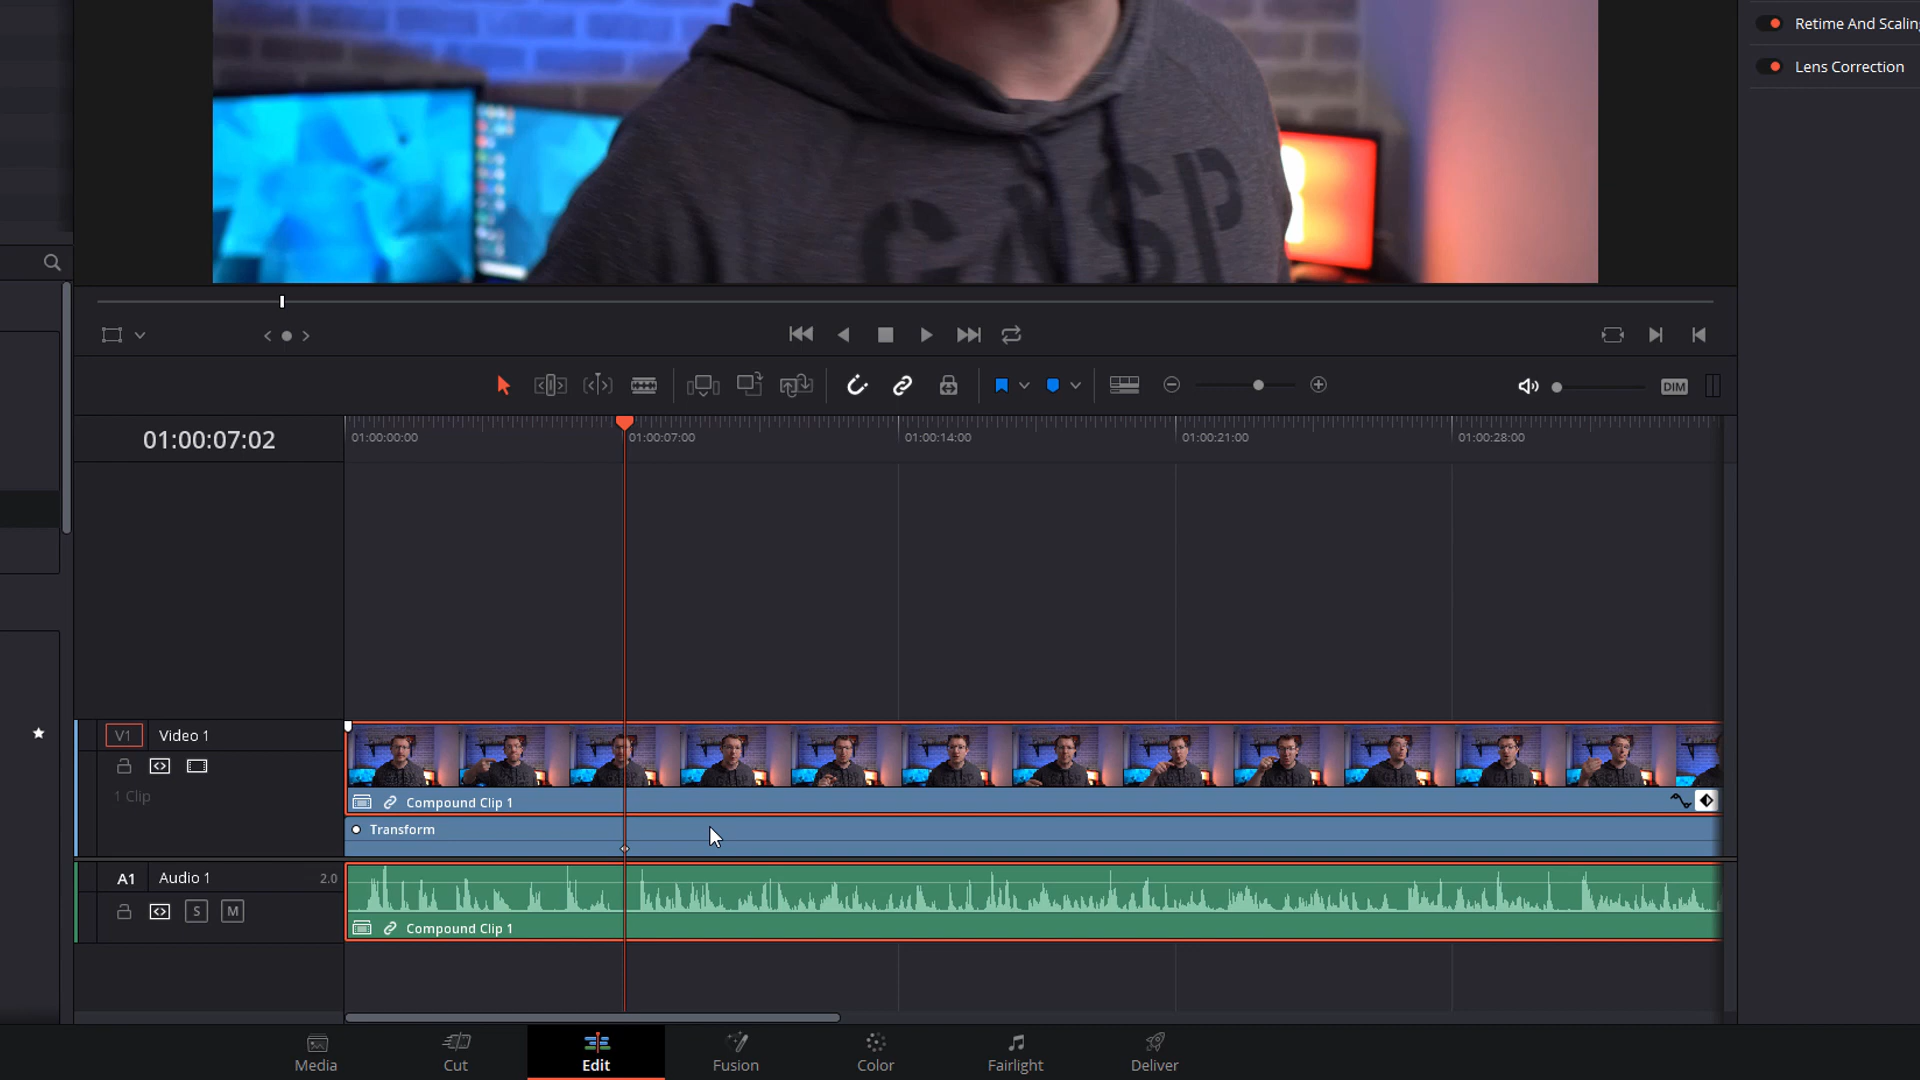 Retime And Scaling
Lens Correction
GASP
DIM
01:00:07:02
01:00:00:00
01:00:07:00
01:00:14:00
01:00:21:00
01:00:28:00
V1
Video 1
1 Clip
Compound Clip 1
Transform
A1
Audio 1
2.0
S
M
Compound Clip 1
Media
Cut
Edit
Fusion
Color
Fairlight
Deliver